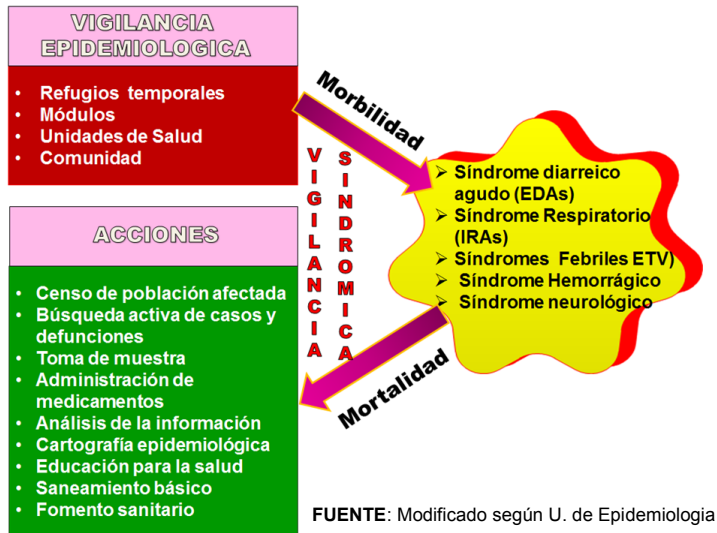 VIGILANCIA
EPIDEMIOLOGICA
• Refugios temporales
• Módulos
• Unidades de Salud
• Comunidad
ACCIONES
• Censo de población afectada
• Búsqueda activa de casos y
defunciones
• Toma de muestra
• Administración de
medicamentos
• Análisis de la información
• Cartografía epidemiológica
• Educación para la salud
• Saneamiento básico
• Fomento sanitario
VIGILANCIA
SINDROMICA
Morbilidad
➢ Síndrome diarreico
agudo (EDAs)
➢ Síndrome Respiratorio
(IRAs)
➢ Síndromes Febriles ETV)
➢ Síndrome Hemorrágico
➢ Síndrome neurológico
Mortalidad
FUENTE: Modificado según U. de Epidemiologia